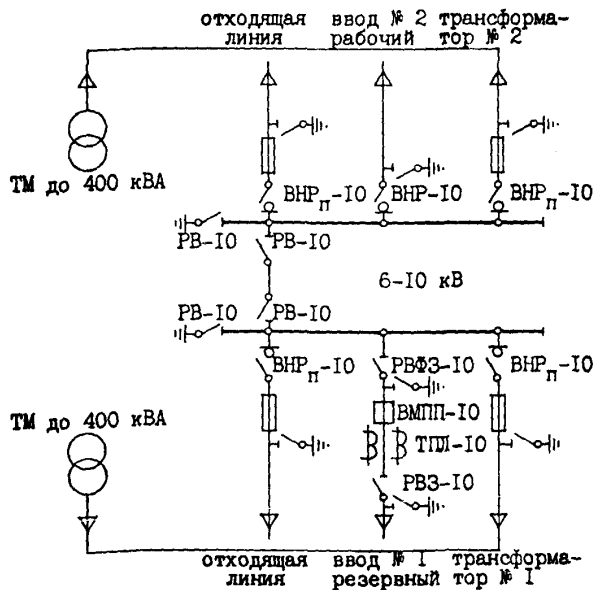 отходящая ввод № 2 трансформа-
линия рабочий тор № 2
ТМ до 400 кВА
ВНРп-10 ВНР-10 ВНРп-10
РВ-10 РВ-10
6-10 кВ
РВ-10 РВ-10
ВНРп-10 РВФЗ-10 ВНРп-10
ТМ до 400 кВА
ВМПП-10
ТПЛ-10
РВЗ-10
отходящая ввод № 1 трансформа-
линия резервный тор № 1